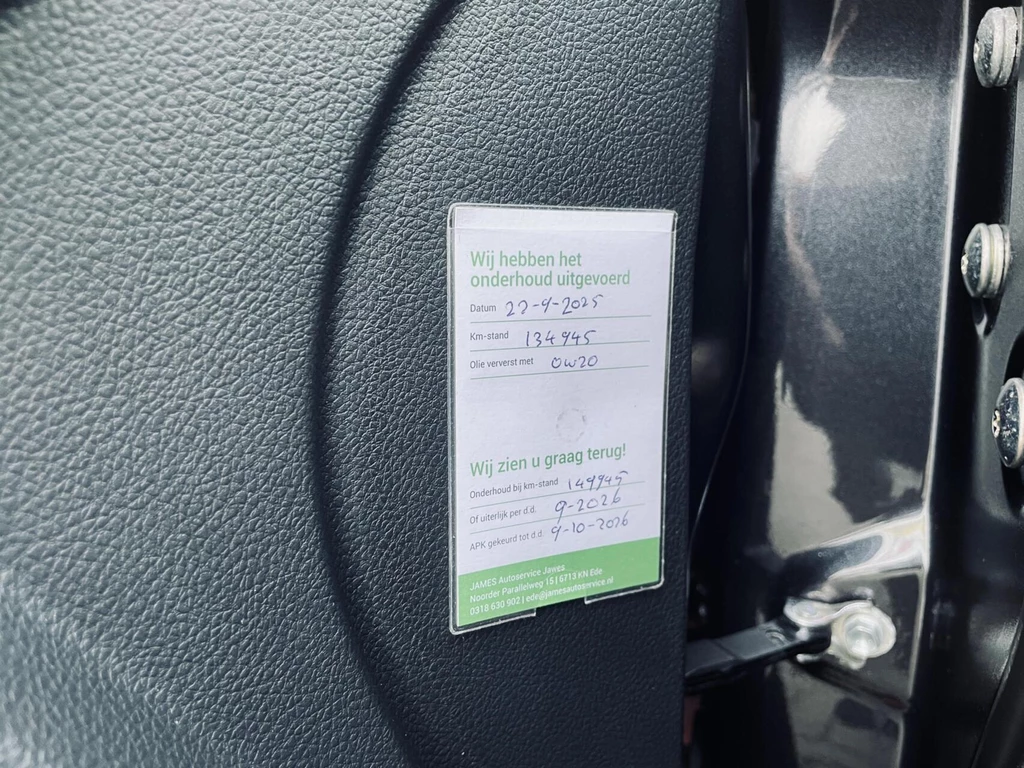 Wij hebben het
onderhoud uitgevoerd
Datum 22-9-2025
Km-stand 134945
Olie ververst met 0W20
Wij zien u graag terug!
Onderhoud bij km-stand 149945
Of uiterlijk per d.d. 9-2026
APK gekeurd tot d.d. 9-10-2026
JAMES Autoservice Jawes
Noorder Parallelweg 15 | 6713 KN Ede
0318 630 902 | ede@jamesautoservice.nl